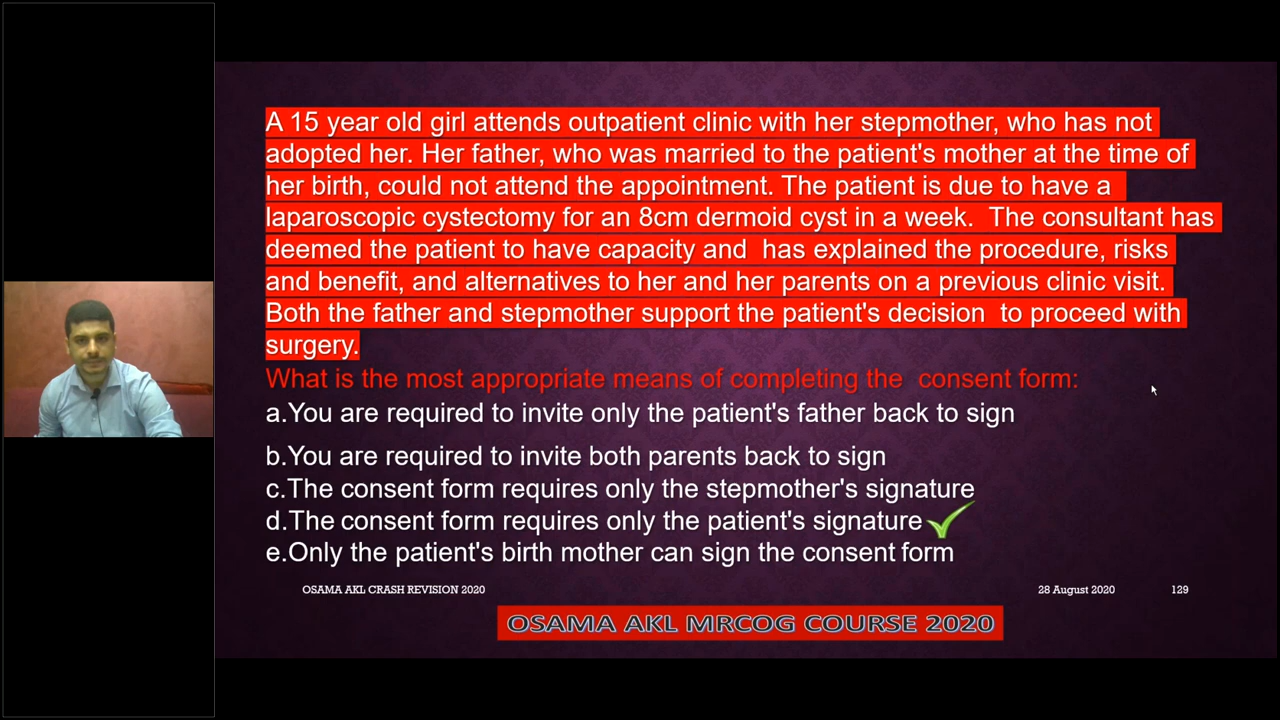 A 15 year old girl attends outpatient clinic with her stepmother, who has not
adopted her. Her father, who was married to the patient's mother at the time of
her birth, could not attend the appointment. The patient is due to have a
laparoscopic cystectomy for an 8cm dermoid cyst in a week. The consultant has
deemed the patient to have capacity and has explained the procedure, risks
and benefit, and alternatives to her and her parents on a previous clinic visit.
Both the father and stepmother support the patient's decision to proceed with
surgery.
What is the most appropriate means of completing the consent form:
a.You are required to invite only the patient's father back to sign
b.You are required to invite both parents back to sign
c.The consent form requires only the stepmother's signature
d.The consent form requires only the patient's signature
e.Only the patient's birth mother can sign the consent form
OSAMA AKL CRASH REVISION 2020 28 August 2020 129
OSAMA AKL MRCOG COURSE 2020